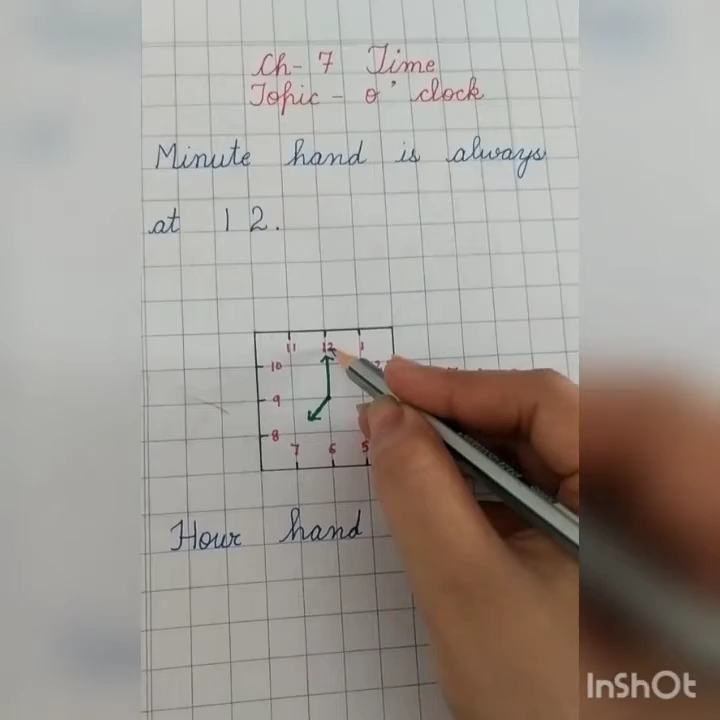 Ch- 7 Time
Topic - o' clock
Minute hand is always
at 12.
11 12 1
10
9
8
7 6 5
Hour hand
InShOt